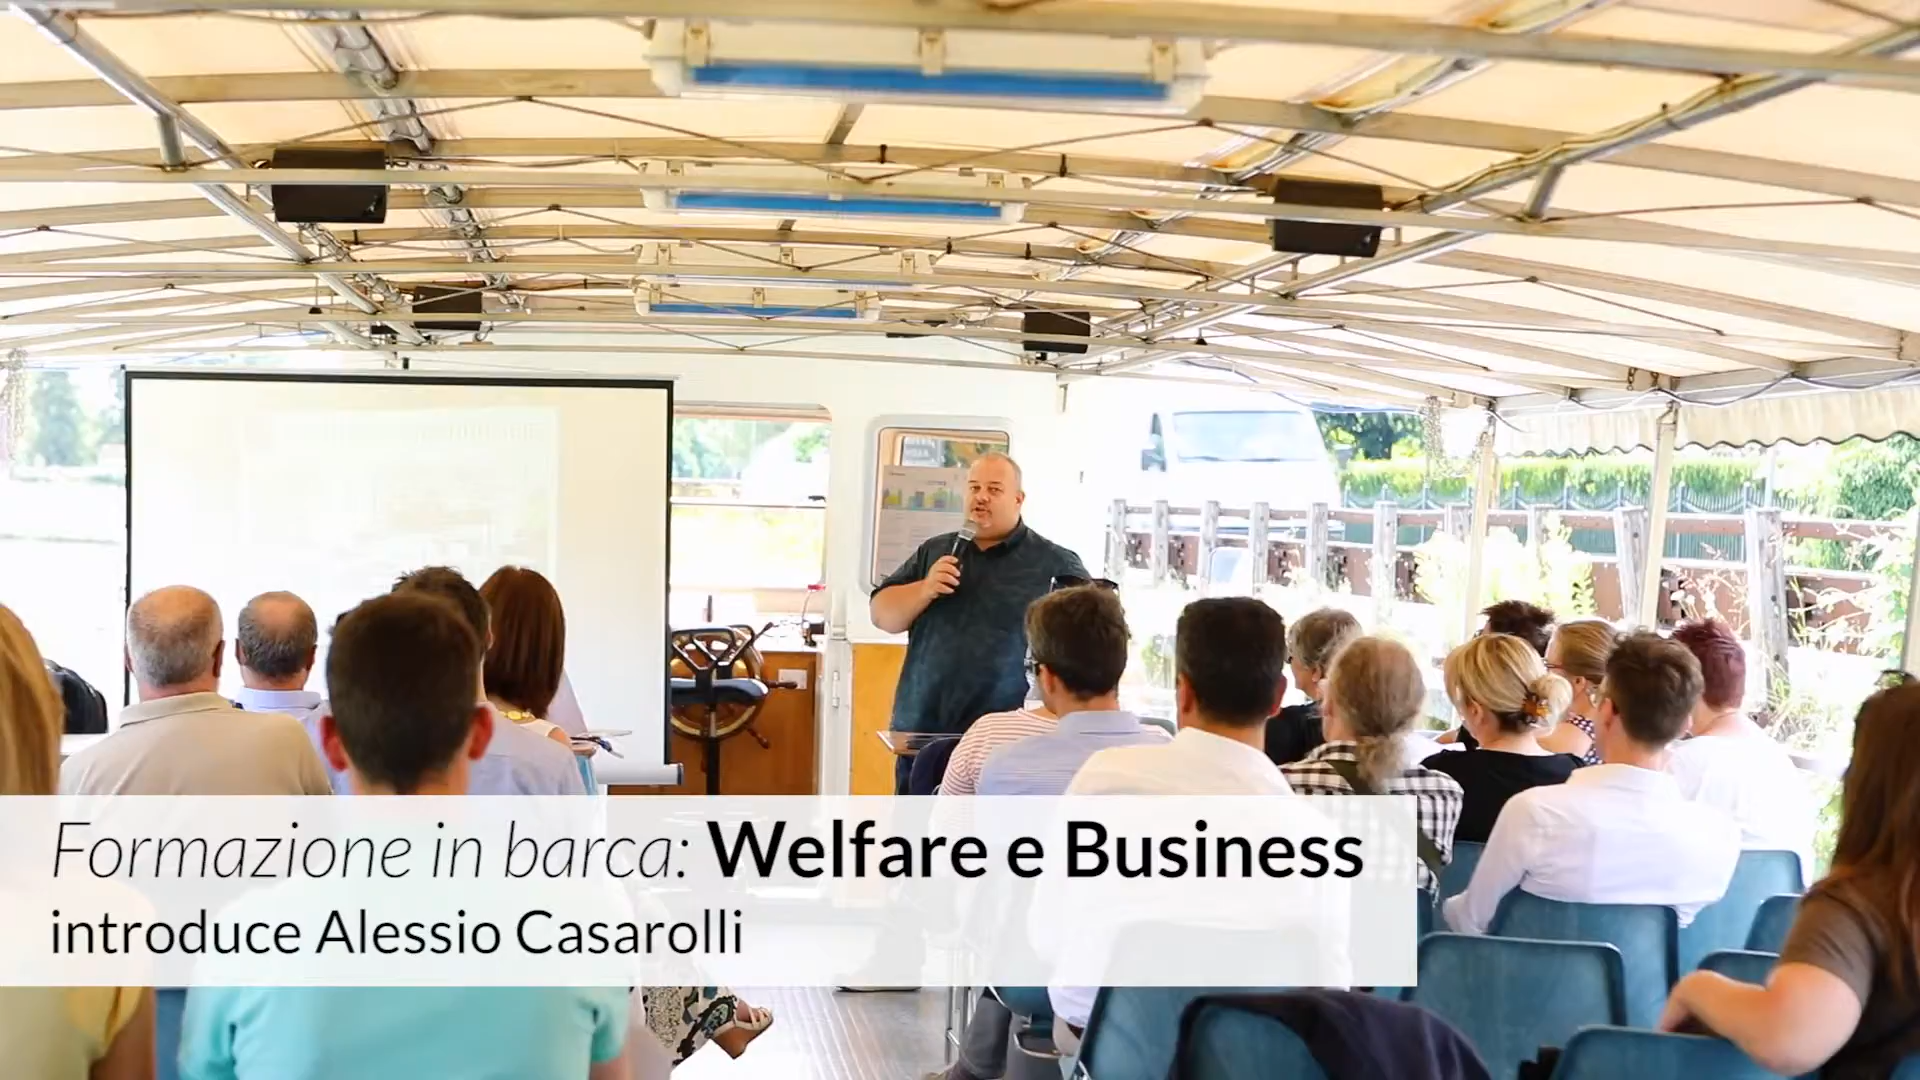 Formazione in barca: Welfare e Business
introduce Alessio Casarolli